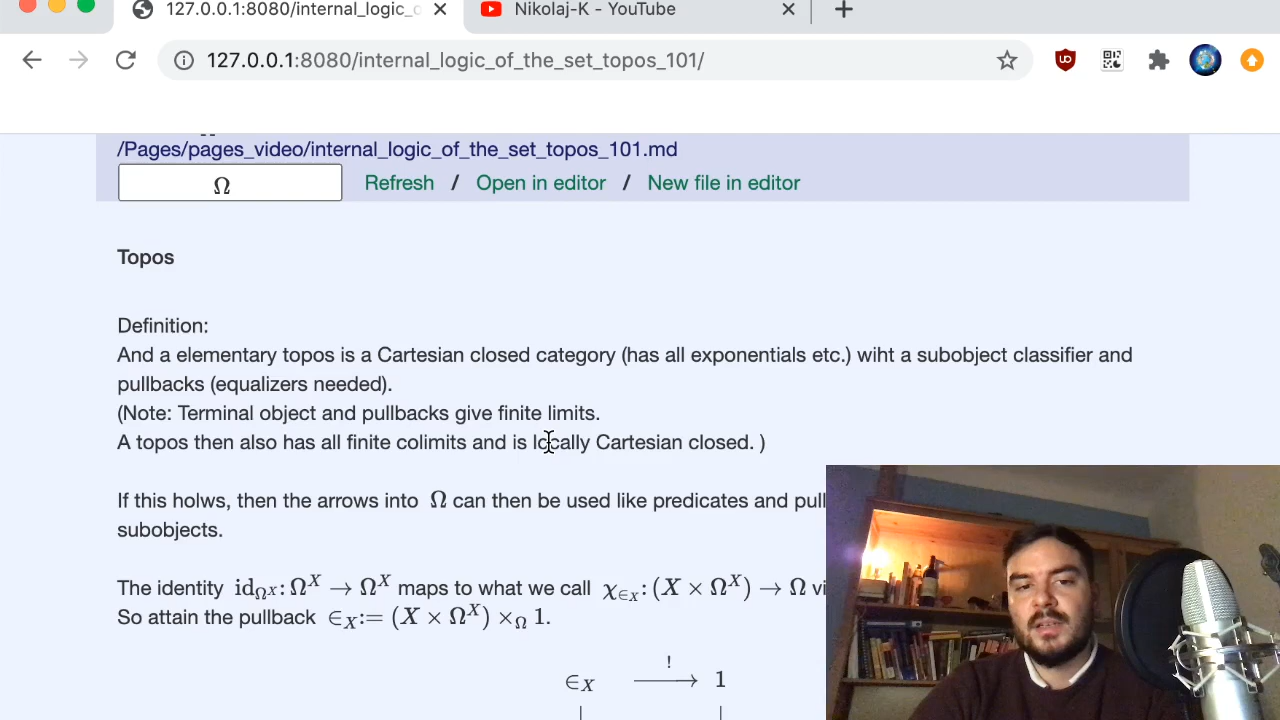 127.0.0.1:8080/internal_logic_c
Nikolaj-K - YouTube
127.0.0.1:8080/internal_logic_of_the_set_topos_101/
/Pages/pages_video/internal_logic_of_the_set_topos_101.md
Ω Refresh / Open in editor / New file in editor
Topos
Definition:
And a elementary topos is a Cartesian closed category (has all exponentials etc.) wiht a subobject classifier and
pullbacks (equalizers needed).
(Note: Terminal object and pullbacks give finite limits.
A topos then also has all finite colimits and is locally Cartesian closed. )
If this holws, then the arrows into Ω can then be used like predicates and pull
subobjects.
The identity id_{Ω^X}: Ω^X → Ω^X maps to what we call χ_{∈_X}: (X × Ω^X) → Ω vi
So attain the pullback ∈_X := (X × Ω^X) ×_Ω 1.
!
∈_X → 1